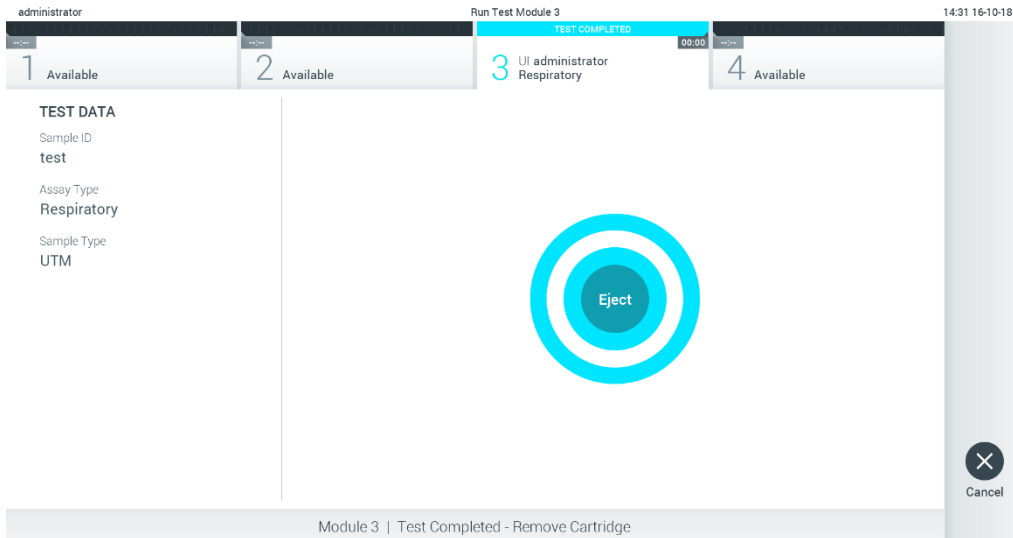 administrator
Run Test Module 3
14:31 16-10-18
TEST COMPLETED
--:--
1 Available
--:--
2 Available
00:00
3 UI administrator
Respiratory
--:--
4 Available
TEST DATA
Sample ID
test
Assay Type
Respiratory
Sample Type
UTM
Eject
Cancel
Module 3 | Test Completed - Remove Cartridge